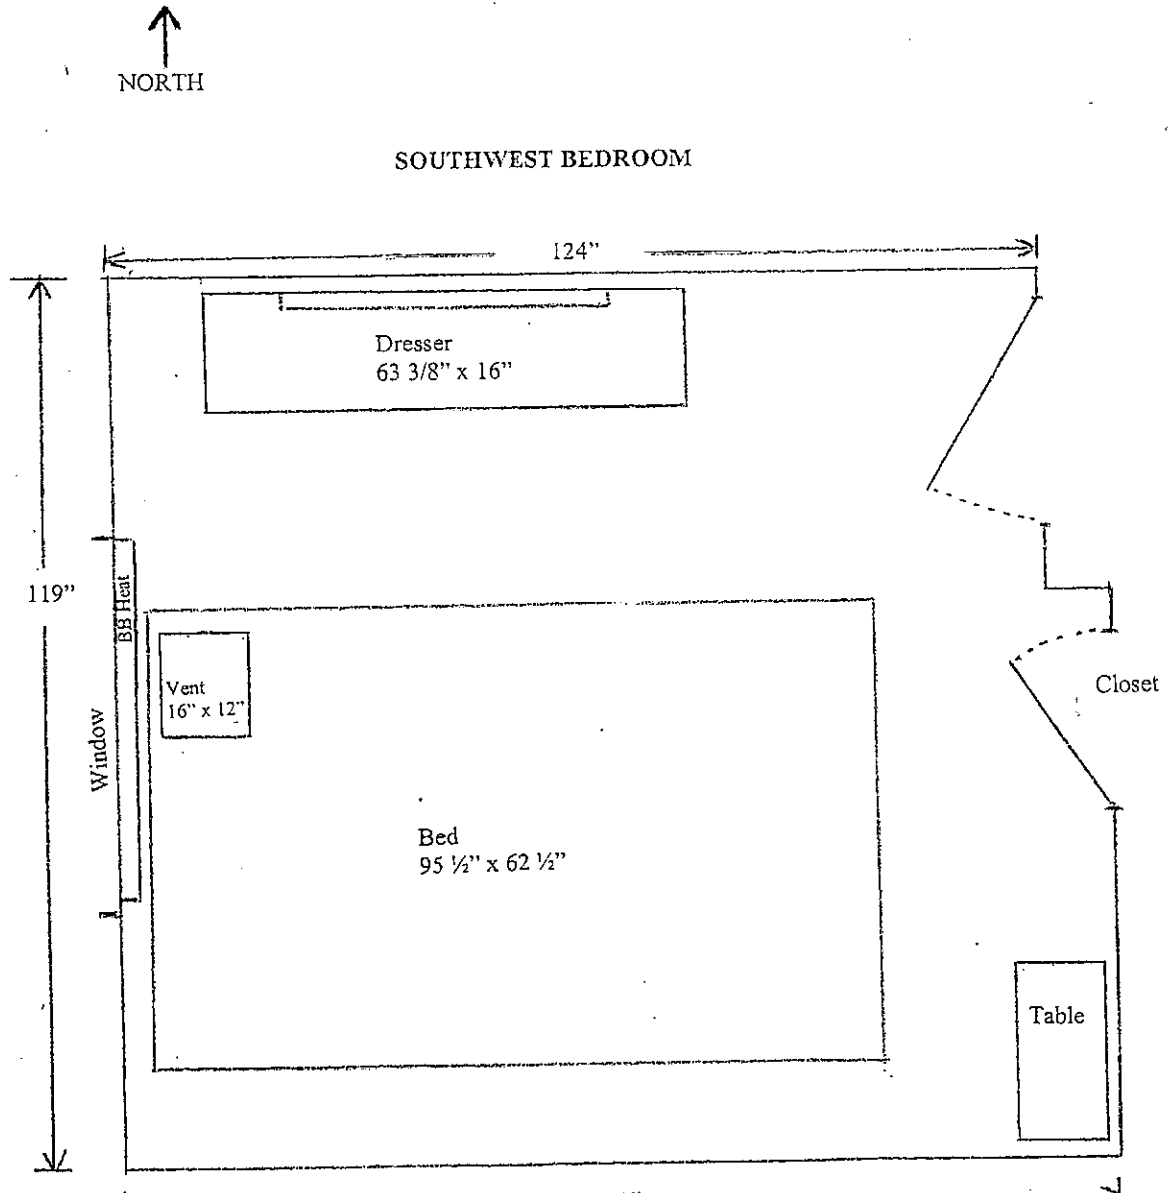 NORTH
SOUTHWEST BEDROOM
124”
Dresser
63 3/8” x 16”
119”
BB Heat
Vent
16” x 12”
Closet
Window
Bed
95 ½” x 62 ½”
Table